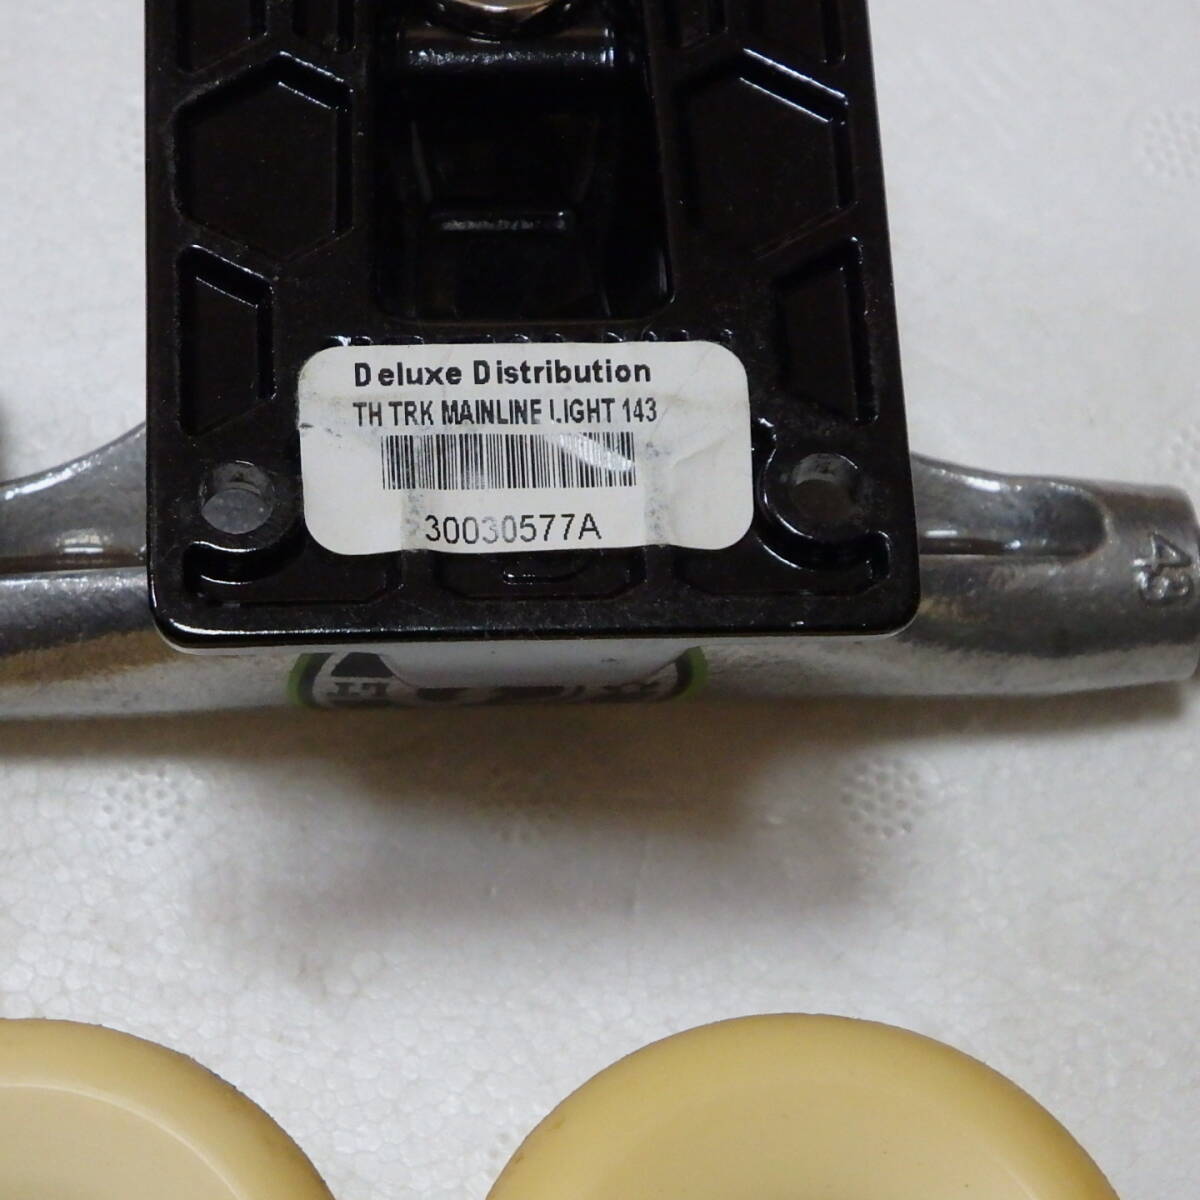 Deluxe Distribution
TH TRK MAINLINE LIGHT 143
30030577A
43